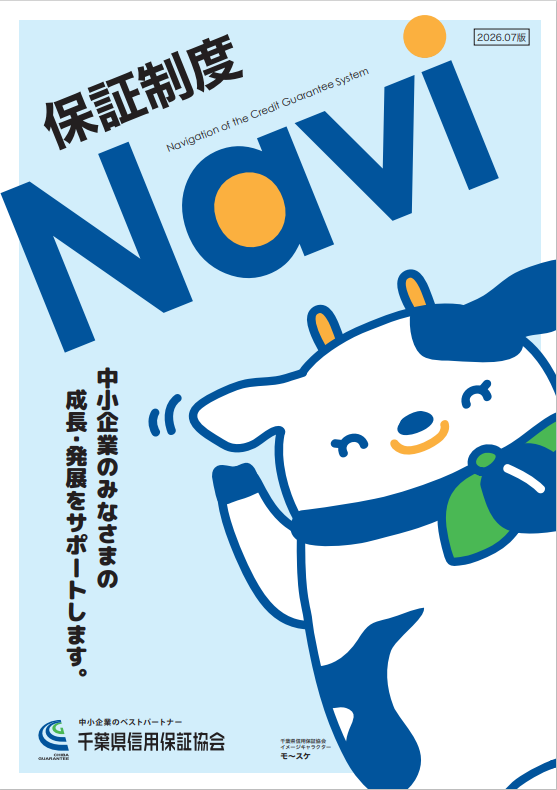 2026.07版
保証制度
Navigation of the Credit Guarantee System
Navi
中小企業のみなさまの
成長・発展をサポートします。
中小企業のベストパートナー
千葉県信用保証協会
CHIBA
GUARANTEE
千葉県信用保証協会
イメージキャラクター
モ〜スケ